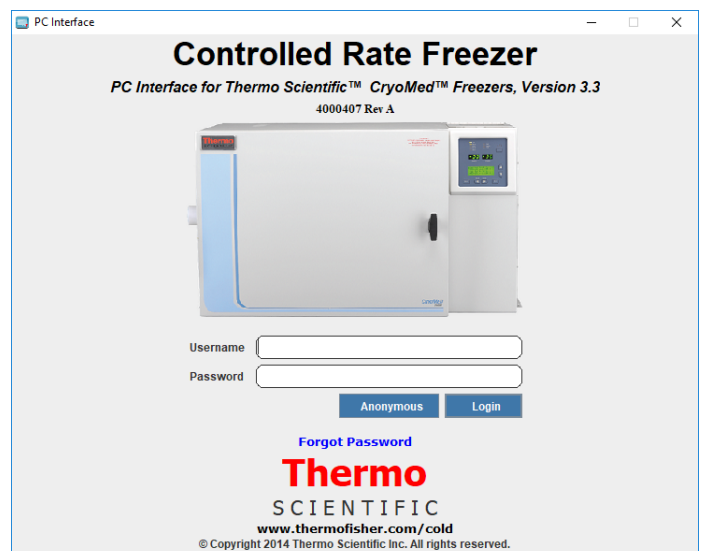 PC Interface
Controlled Rate Freezer
PC Interface for Thermo Scientific™ CryoMed™ Freezers, Version 3.3
4000407 Rev A
Thermo
Username
Password
Anonymous
Login
Forgot Password
Thermo
SCIENTIFIC
www.thermofisher.com/cold
© Copyright 2014 Thermo Scientific Inc. All rights reserved.